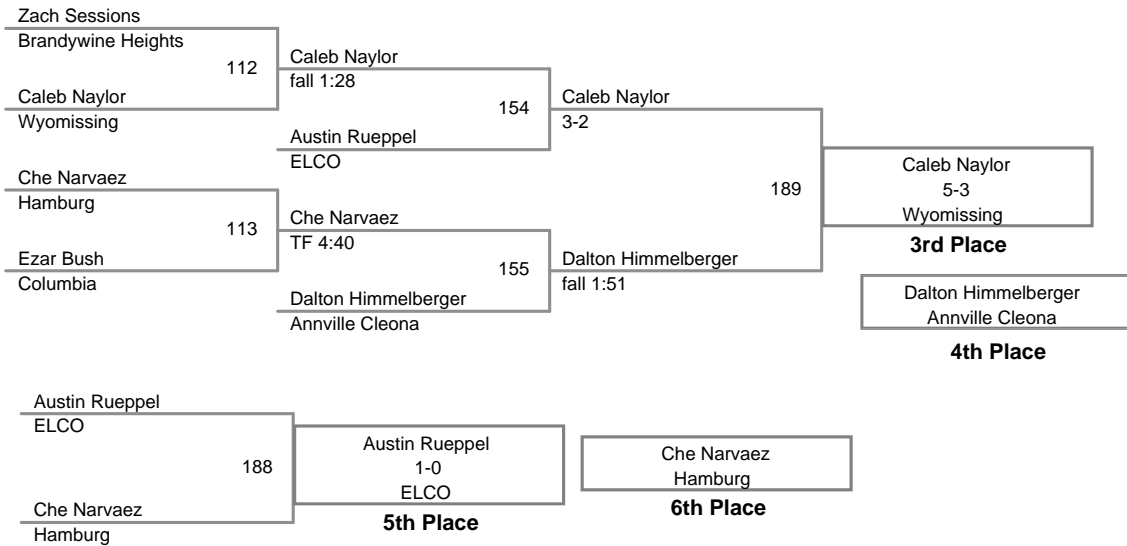 Zach Sessions
Brandywine Heights
112
Caleb Naylor
Wyomissing
Caleb Naylor
fall 1:28
154
Austin Rueppel
ELCO
Che Narvaez
Hamburg
113
Ezar Bush
Columbia
Che Narvaez
TF 4:40
155
Dalton Himmelberger
Annville Cleona
Caleb Naylor
3-2
189
Dalton Himmelberger
fall 1:51
Caleb Naylor
5-3
Wyomissing
3rd Place
Dalton Himmelberger
Annville Cleona
4th Place
Austin Rueppel
ELCO
188
Che Narvaez
Hamburg
Austin Rueppel
1-0
ELCO
5th Place
Che Narvaez
Hamburg
6th Place